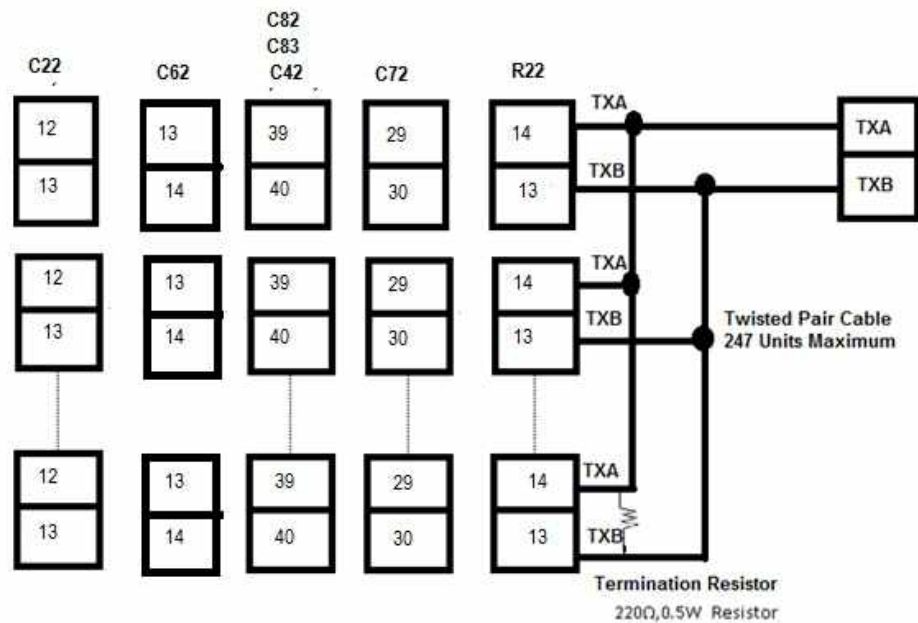 C82
C83
C22 C62 C42 C72 R22
TXA
12 13 39 29 14 TXA
TXB
13 14 40 30 13 TXB
TXA
12 13 39 29 14
TXB
13 14 40 30 13
Twisted Pair Cable
247 Units Maximum
TXA
12 13 39 29 14
TXB
13 14 40 30 13
Termination Resistor
220Ω,0.5W Resistor